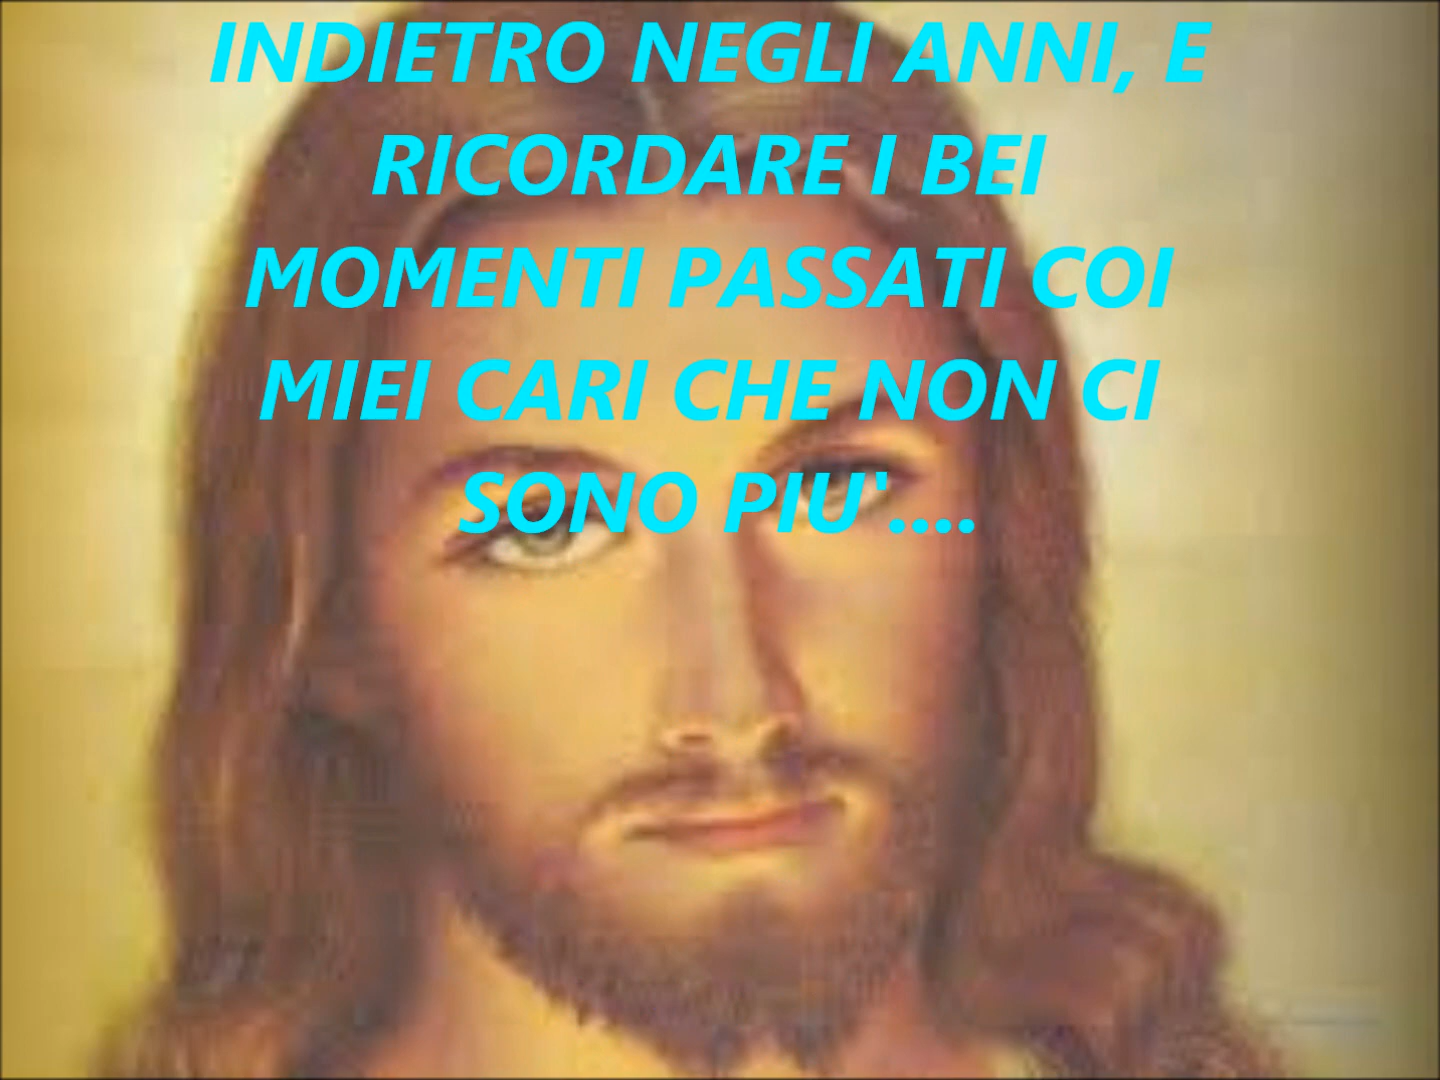 INDIETRO NEGLI ANNI, E
RICORDARE I BEI
MOMENTI PASSATI COI
MIEI CARI CHE NON CI
SONO PIU'....